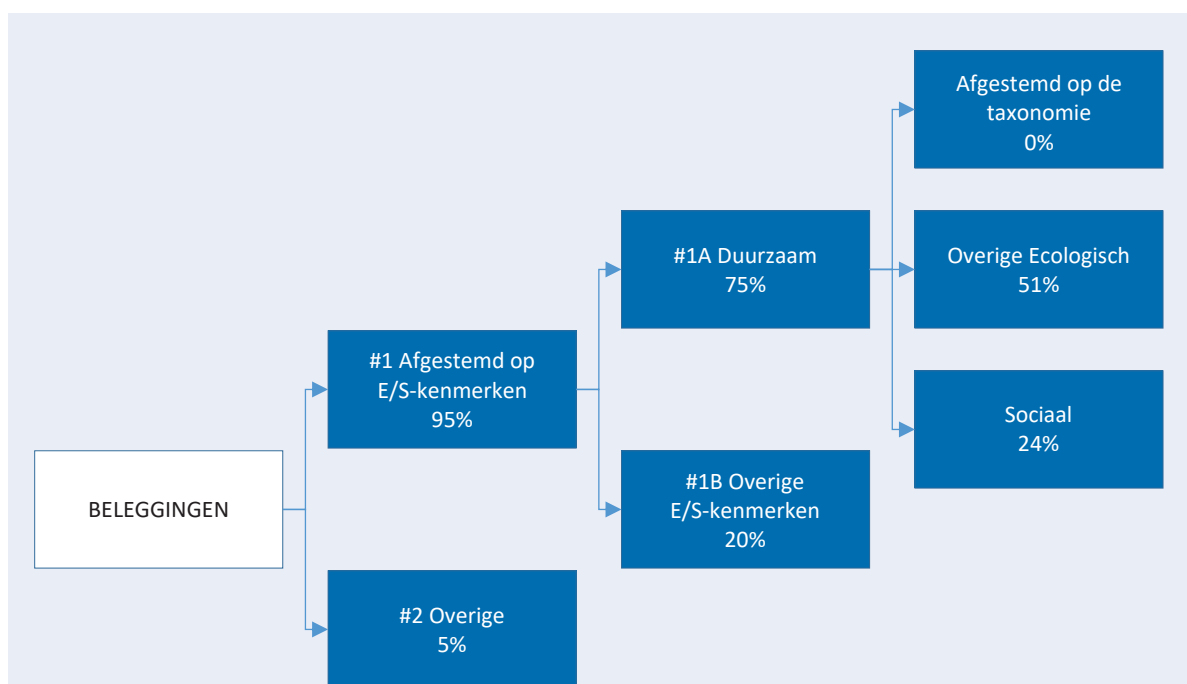 BELEGGINGEN
#1 Afgestemd op
E/S-kenmerken
95%
#2 Overige
5%
#1A Duurzaam
75%
#1B Overige
E/S-kenmerken
20%
Afgestemd op de
taxonomie
0%
Overige Ecologisch
51%
Sociaal
24%